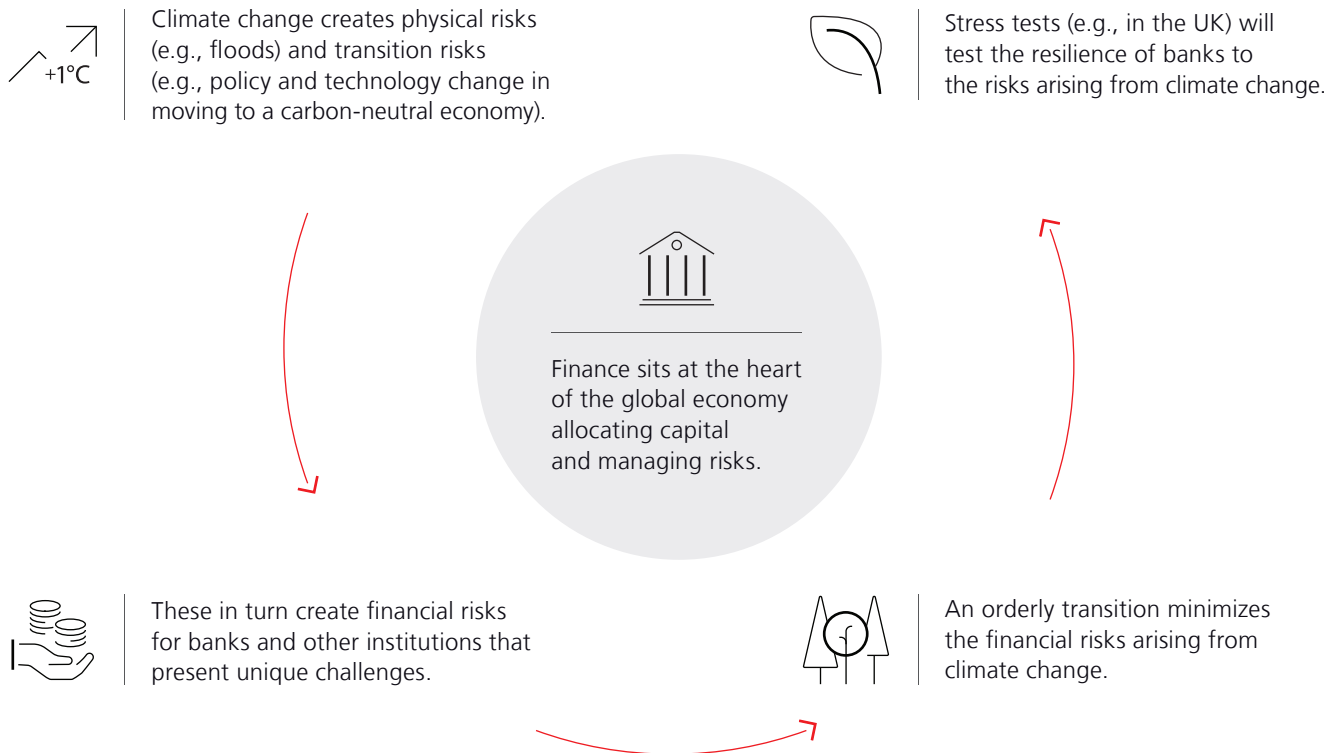 +1°C
Climate change creates physical risks
(e.g., floods) and transition risks
(e.g., policy and technology change in
moving to a carbon-neutral economy).
Stress tests (e.g., in the UK) will
test the resilience of banks to
the risks arising from climate change.
Finance sits at the heart
of the global economy
allocating capital
and managing risks.
These in turn create financial risks
for banks and other institutions that
present unique challenges.
An orderly transition minimizes
the financial risks arising from
climate change.